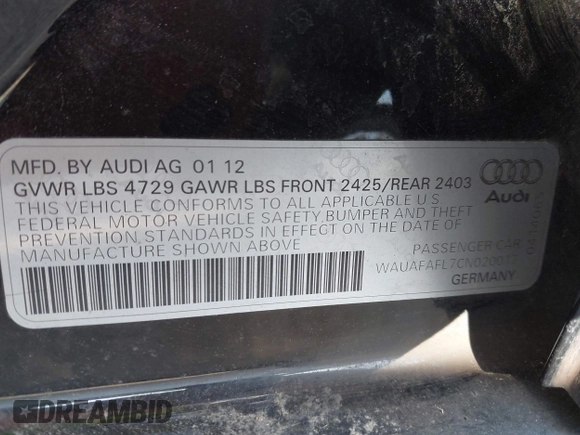 MFD. BY AUDI AG 01 12
GVWR LBS 4729 GAWR LBS FRONT 2425/REAR 2403
THIS VEHICLE CONFORMS TO ALL APPLICABLE U S
FEDERAL MOTOR VEHICLE SAFETY, BUMPER AND THEFT
PREVENTION, STANDARDS IN EFFECT ON THE DATE OF
MANUFACTURE SHOWN ABOVE
Audi
PASSENGER CAR
GERMANY
DREAMBID